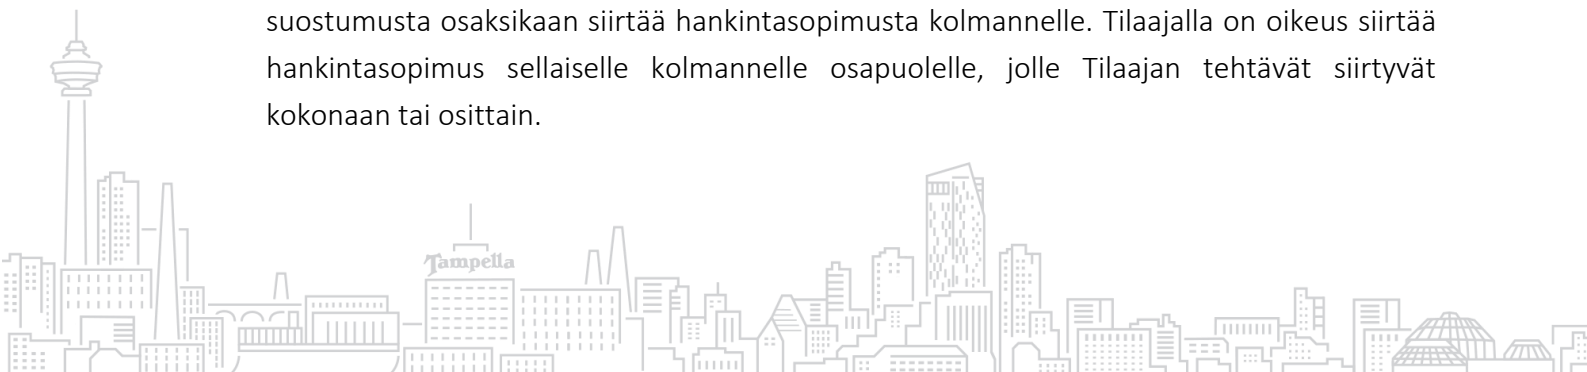 suostumusta osaksikaan siirtää hankintasopimusta kolmannelle. Tilaajalla on oikeus siirtää
hankintasopimus sellaiselle kolmannelle osapuolelle, jolle Tilaajan tehtävät siirtyvät
kokonaan tai osittain.
Tampella